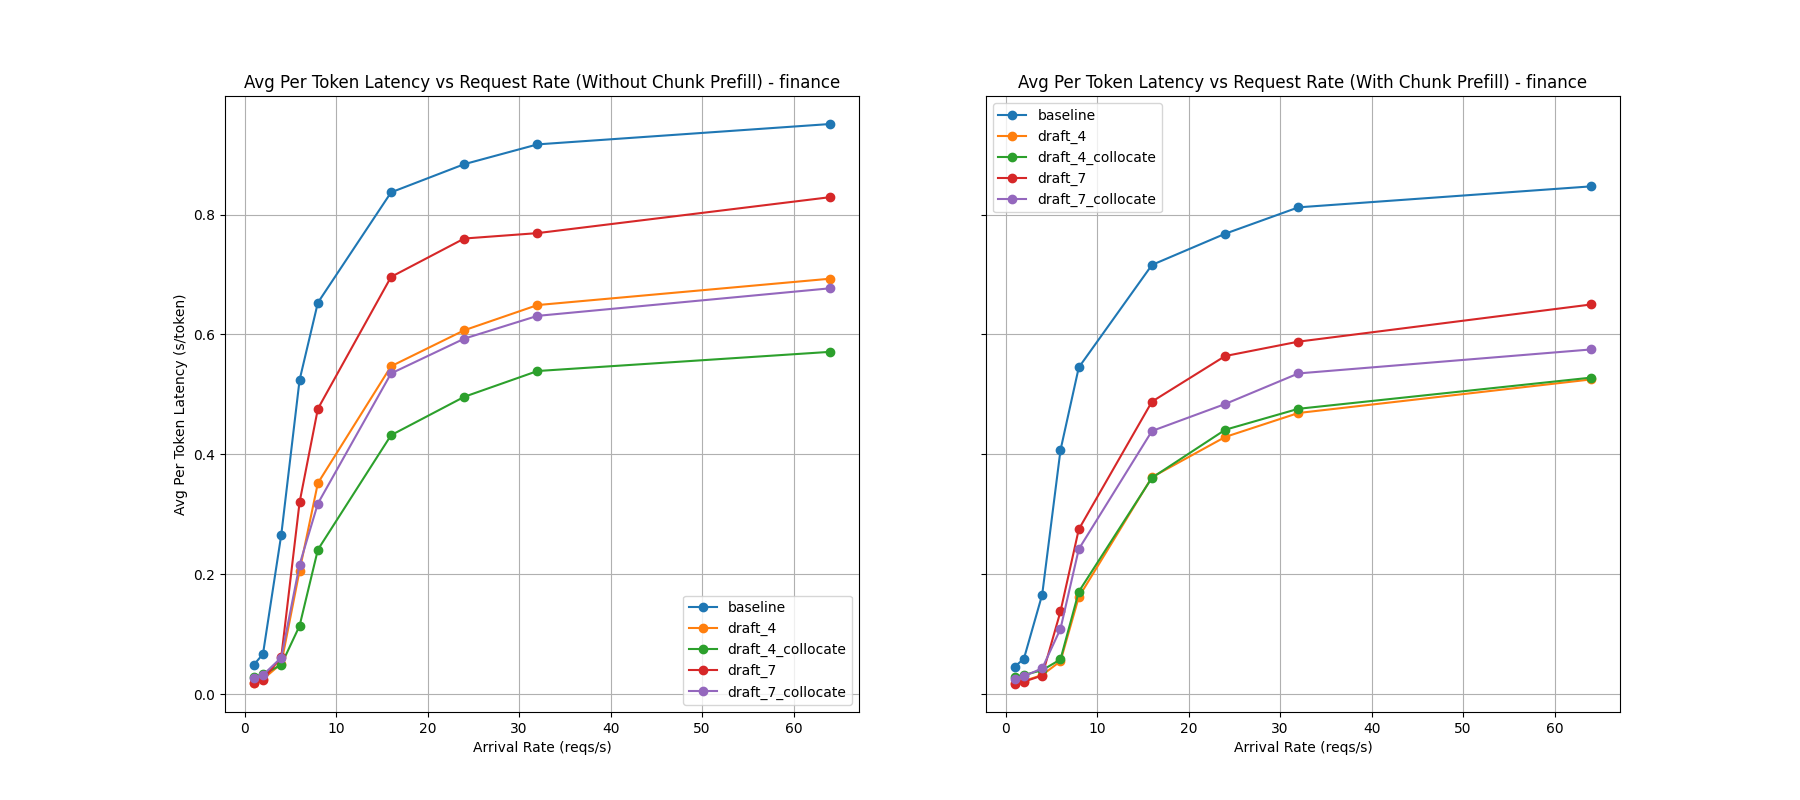 Avg Per Token Latency vs Request Rate (Without Chunk Prefill) - finance
Avg Per Token Latency (s/token)
0.8
0.6
0.4
0.2
0.0
0 10 20 30 40 50 60
Arrival Rate (reqs/s)
baseline
draft_4
draft_4_collocate
draft_7
draft_7_collocate
Avg Per Token Latency vs Request Rate (With Chunk Prefill) - finance
baseline
draft_4
draft_4_collocate
draft_7
draft_7_collocate
0 10 20 30 40 50 60
Arrival Rate (reqs/s)